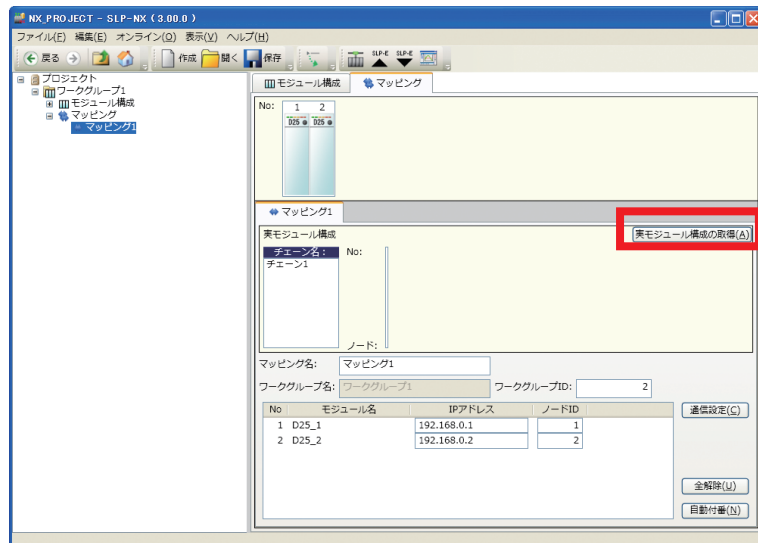 NX_PROJECT - SLP-NX ( 3.00.0 )
ファイル(F) 編集(E) オンライン(O) 表示(V) ヘルプ(H)
戻る 作成 開く 保存 SLP-E SLP-E
プロジェクト
ワークグループ1
モジュール構成
マッピング
マッピング1
モジュール構成 マッピング
No: 1 2
D25 D25
マッピング1
実モジュール構成 実モジュール構成の取得(A)
チェーン名: No:
チェーン1
ノード:
マッピング名: マッピング1
ワークグループ名: ワークグループ1 ワークグループID: 2
No モジュール名 IPアドレス ノードID 通信設定(C)
1 D25_1 192.168.0.1 1
2 D25_2 192.168.0.2 2
全解除(U)
自動付番(N)